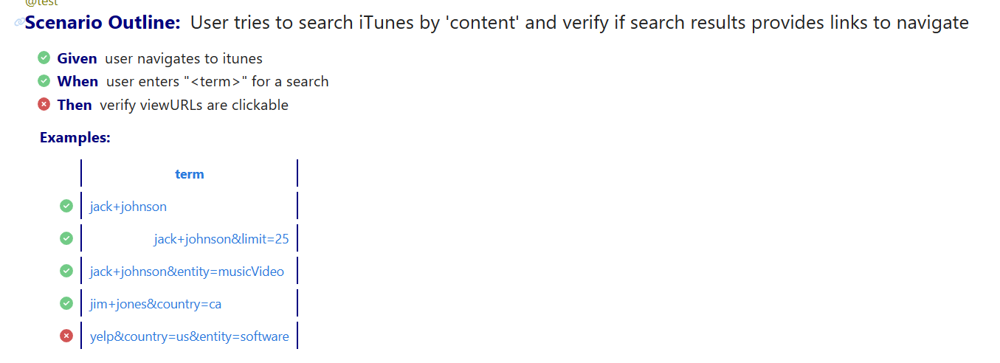 @test
Scenario Outline: User tries to search iTunes by 'content' and verify if search results provides links to navigate
Given user navigates to itunes
When user enters "<term>" for a search
Then verify viewURLs are clickable
Examples:
term
jack+johnson
jack+johnson&limit=25
jack+johnson&entity=musicVideo
jim+jones&country=ca
yelp&country=us&entity=software